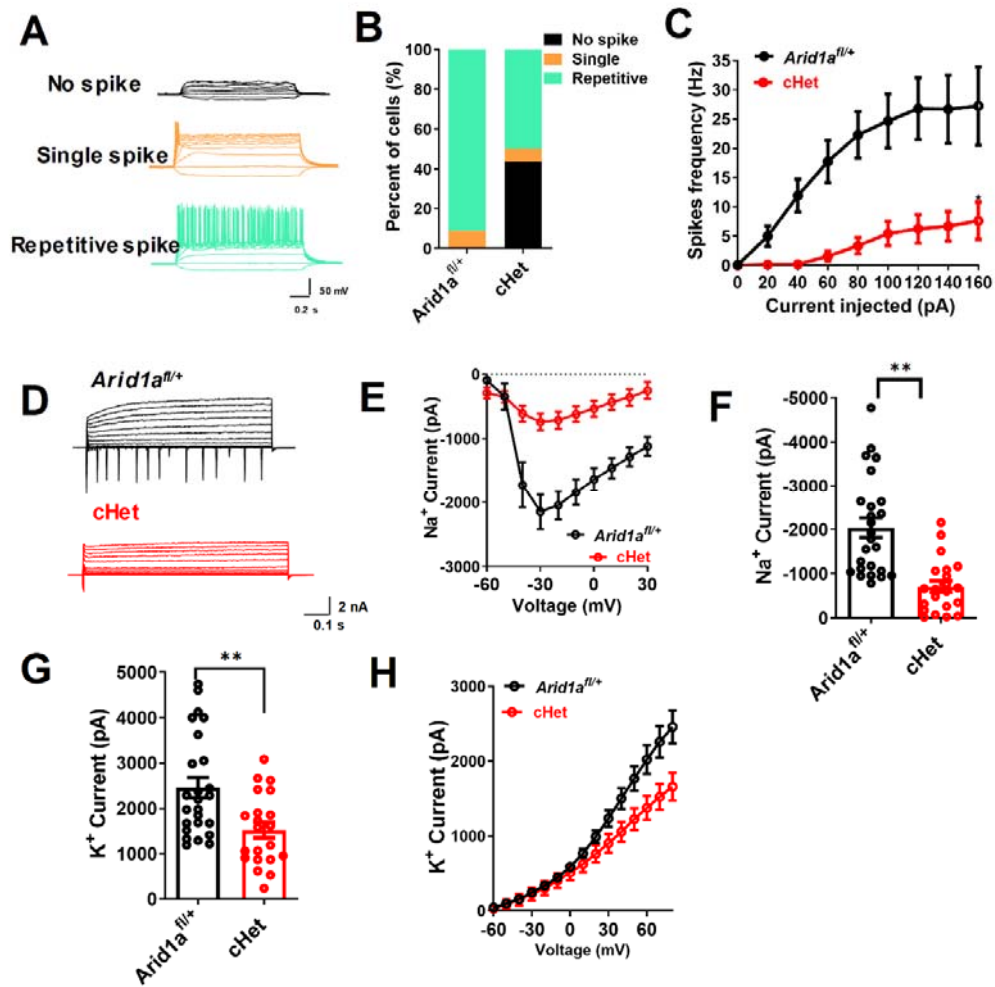 A
No spike
Single spike
Repetitive spike
50 mV
0.2 s
B
No spike
Single
Repetitive
Percent of cells (%)
100
80
60
40
20
0
Arid1a^fl/+
cHet
C
Arid1a^fl/+
cHet
Spikes frequency (Hz)
35
30
25
20
15
10
5
0
0 20 40 60 80 100 120 140 160
Current injected (pA)
D
Arid1a^fl/+
cHet
2 nA
0.1 s
E
Na+ Current (pA)
0
-1000
-2000
-3000
-60 -30 0 30
Voltage (mV)
Arid1a^fl/+
cHet
F
**
Na+ Current (pA)
-5000
-4000
-3000
-2000
-1000
0
Arid1a^fl/+
cHet
G
**
K+ Current (pA)
5000
4000
3000
2000
1000
0
Arid1a^fl/+
cHet
H
Arid1a^fl/+
cHet
K+ Current (pA)
3000
2000
1000
0
-60 -30 0 30 60
Voltage (mV)